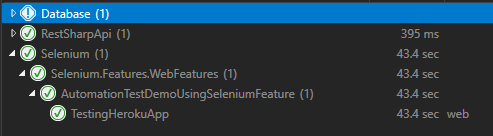 Database (1)
RestSharpApi (1) 395 ms
Selenium (1) 43.4 sec
Selenium.Features.WebFeatures (1) 43.4 sec
AutomationTestDemoUsingSeleniumFeature (1) 43.4 sec
TestingHerokuApp 43.4 sec web